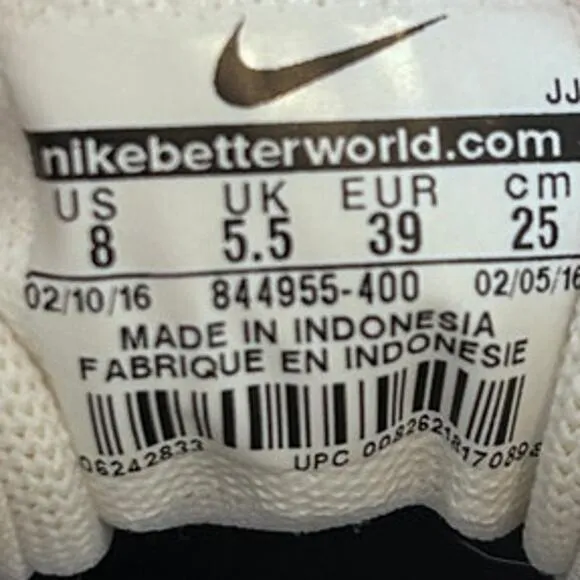 JJ
nikebetterworld.com
US UK EUR cm
8 5.5 39 25
02/10/16 844955-400 02/05/16
MADE IN INDONESIA
FABRIQUE EN INDONESIE
06242833 UPC